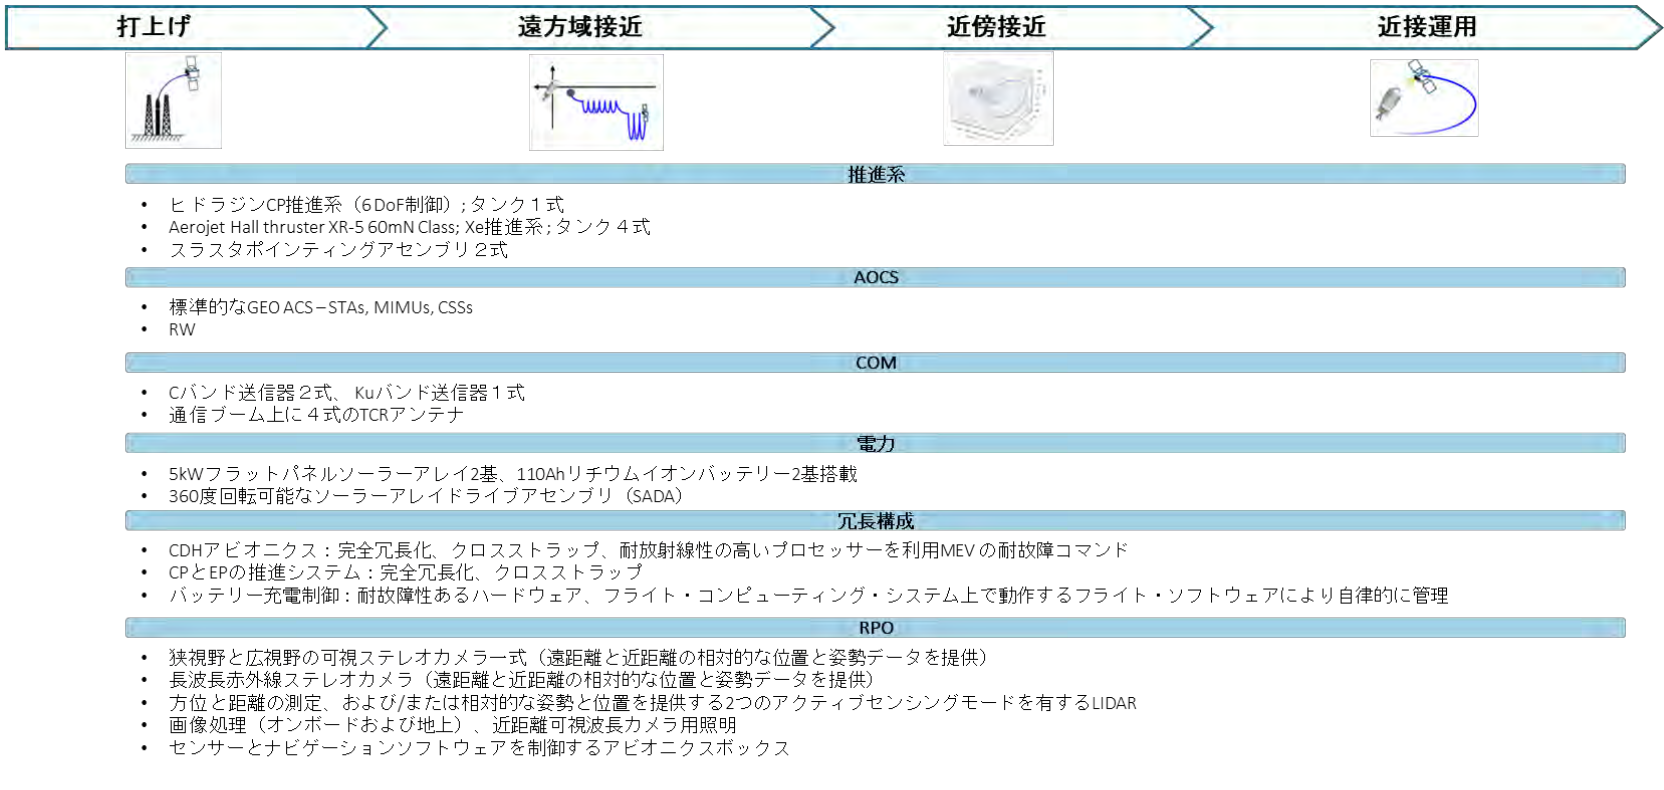 打上げ
遠方域接近
近傍接近
近接運用
推進系
• ヒドラジンCP推進系（6 DoF制御）; タンク１式
• Aerojet Hall thruster XR-5 60mN Class; Xe推進系 ; タンク４式
• スラスタポインティングアセンブリ２式
AOCS
• 標準的なGEO ACS – STAs, MIMUs, CSSs
• RW
COM
• Cバンド送信器２式、 Kuバンド送信器１式
• 通信ブーム上に４式のTCRアンテナ
電力
• 5kWフラットパネルソーラーアレイ2基、110Ahリチウムイオンバッテリー2基搭載
• 360度回転可能なソーラーアレイドライブアセンブリ（SADA）
冗長構成
• CDHアビオニクス：完全冗長化、クロスストラップ、耐放射線性の高いプロセッサーを利用MEV の耐故障コマンド
• CPとEPの推進システム：完全冗長化、クロスストラップ
• バッテリー充電制御：耐故障性あるハードウェア、フライト・コンピューティング・システム上で動作するフライト・ソフトウェアにより自律的に管理
RPO
• 狭視野と広視野の可視ステレオカメラ一式（遠距離と近距離の相対的な位置と姿勢データを提供）
• 長波長赤外線ステレオカメラ（遠距離と近距離の相対的な位置と姿勢データを提供）
• 方位と距離の測定、および/または相対的な姿勢と位置を提供する2つのアクティブセンシングモードを有するLIDAR
• 画像処理（オンボードおよび地上）、近距離可視波長カメラ用照明
• センサーとナビゲーションソフトウェアを制御するアビオニクスボックス